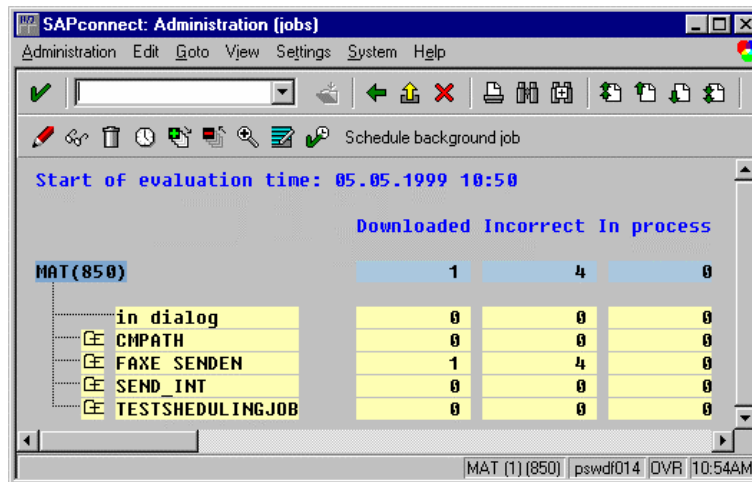 SAPconnect: Administration (jobs)
Administration Edit Goto View Settings System Help
Schedule background job
Start of evaluation time: 05.05.1999 10:50
Downloaded Incorrect In process
MAT(850) 1 4 0
in dialog 0 0 0
CMPATH 0 0 0
FAXE SENDEN 1 4 0
SEND_INT 0 0 0
TESTSHEDULINGJOB 0 0 0
MAT (1) (850) pswdf014 OVR 10:54AM